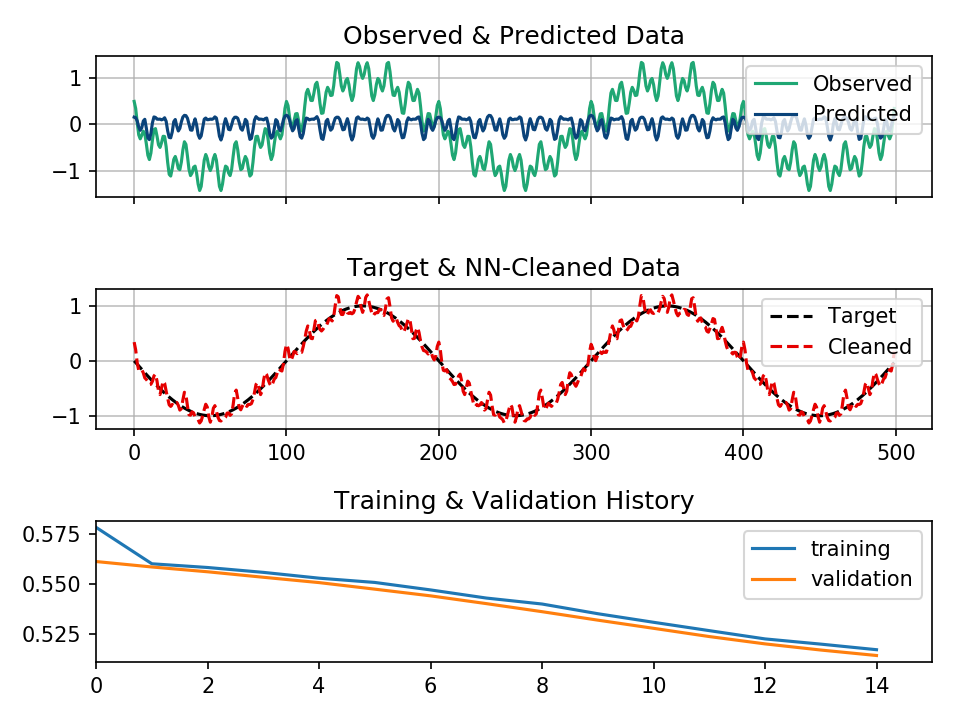 Observed & Predicted Data
1
0
−1
Observed
Predicted
Target & NN-Cleaned Data
1
0
−1
Target
Cleaned
0 100 200 300 400 500
Training & Validation History
0.575
0.550
0.525
training
validation
0 2 4 6 8 10 12 14